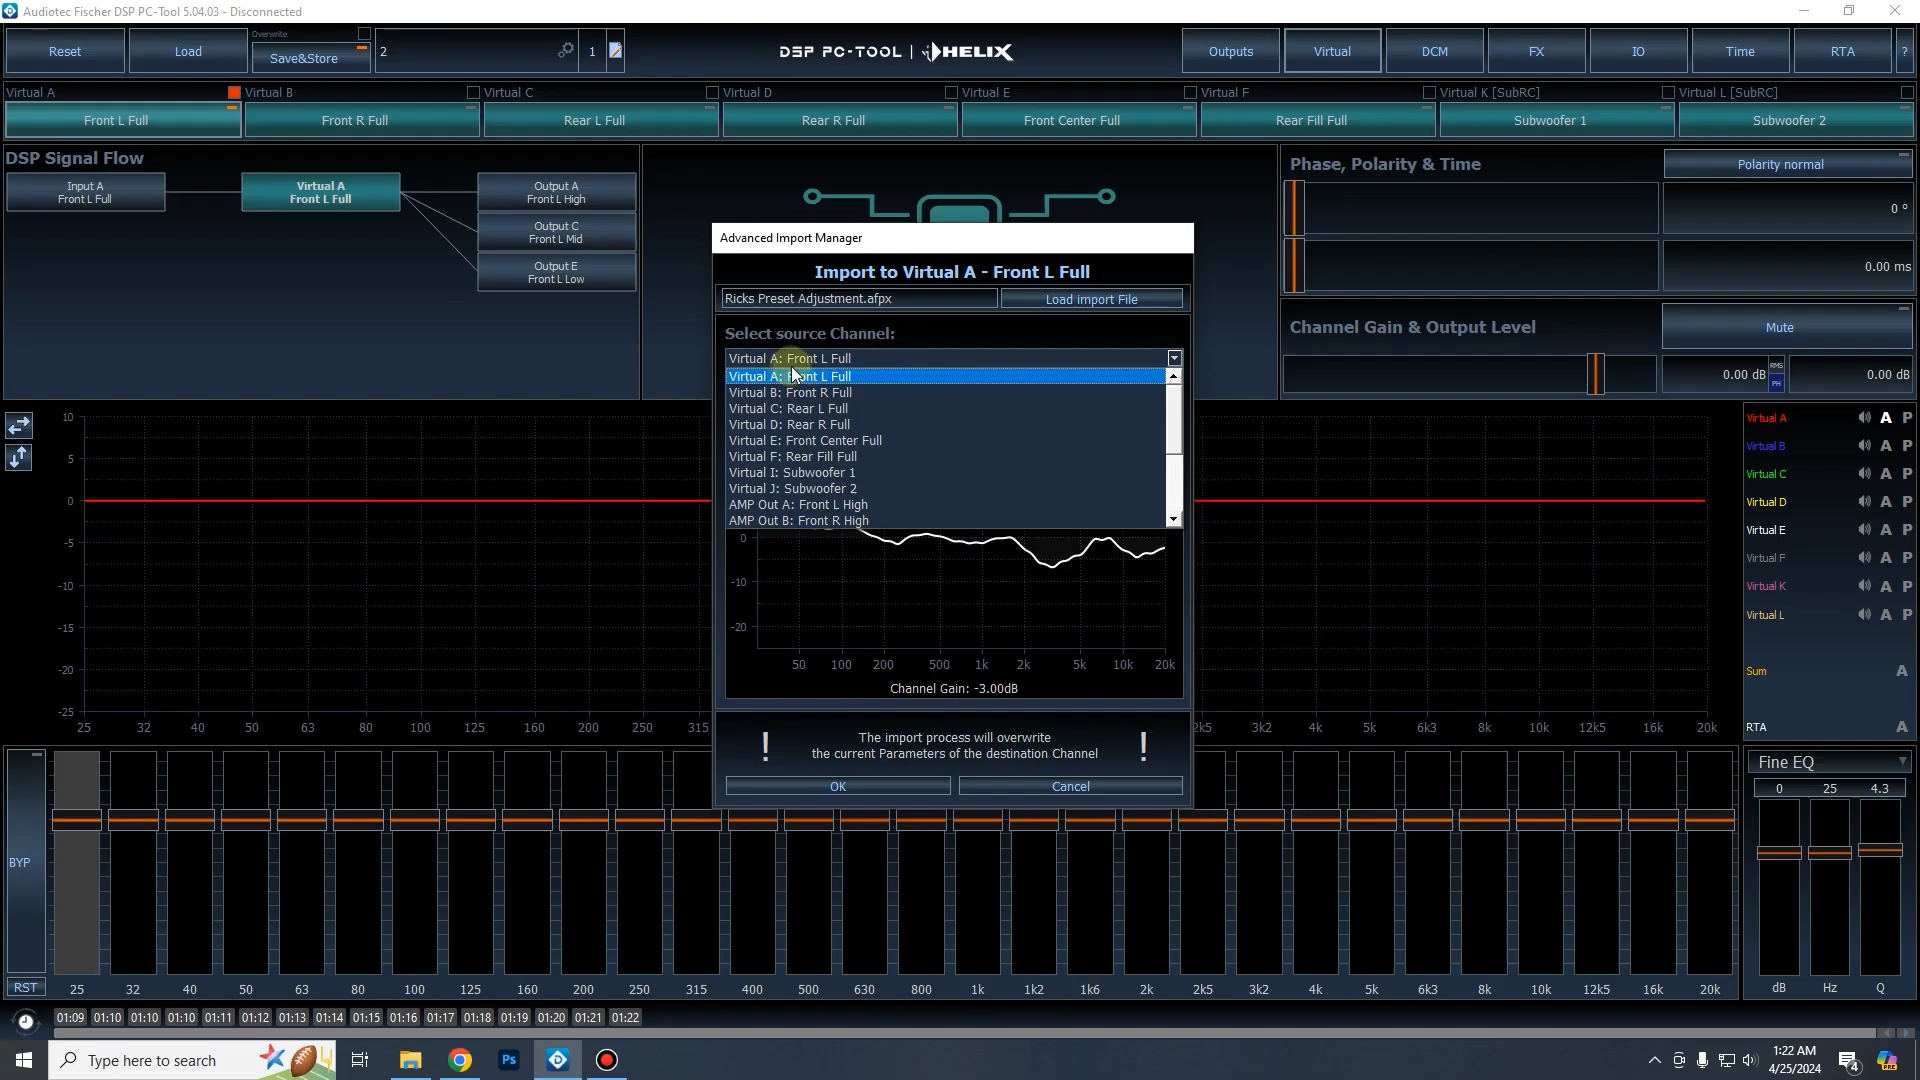 Audiotec Fischer DSP PC-Tool 5.04.03 - Disconnected
Reset
Load
Overwrite
Save&Store
2
1
DSP PC-TOOL | HELIX
Outputs
Virtual
DCM
FX
IO
Time
RTA
?
Virtual A
Virtual B
Virtual C
Virtual D
Virtual E
Virtual F
Virtual K [SubRC]
Virtual L [SubRC]
Front L Full
Front R Full
Rear L Full
Rear R Full
Front Center Full
Rear Fill Full
Subwoofer 1
Subwoofer 2
DSP Signal Flow
Input A
Front L Full
Virtual A
Front L Full
Output A
Front L High
Output C
Front L Mid
Output E
Front L Low
Phase, Polarity & Time
Polarity normal
0 °
0.00 ms
Channel Gain & Output Level
Mute
0.00 dB
RMS
PH
0.00 dB
Advanced Import Manager
Import to Virtual A - Front L Full
Ricks Preset Adjustment.afpx
Load import File
Select source Channel:
Virtual A: Front L Full
Virtual A: Front L Full
Virtual B: Front R Full
Virtual C: Rear L Full
Virtual D: Rear R Full
Virtual E: Front Center Full
Virtual F: Rear Fill Full
Virtual I: Subwoofer 1
Virtual J: Subwoofer 2
AMP Out A: Front L High
AMP Out B: Front R High
0
-10
-20
50 100 200 500 1k 2k 5k 10k 20k
Channel Gain: -3.00dB
! The import process will overwrite !
the current Parameters of the destination Channel
OK
Cancel
10
5
0
-5
-10
-15
-20
-25
25 32 40 50 63 80 100 125 160 200 250 315 2k5 3k2 4k 5k 6k3 8k 10k 12k5 16k 20k
Virtual A A P
Virtual B A P
Virtual C A P
Virtual D A P
Virtual E A P
Virtual F A P
Virtual K A P
Virtual L A P
Sum A
RTA A
BYP
RST
25 32 40 50 63 80 100 125 160 200 250 315 400 500 630 800 1k 1k2 1k6 2k 2k5 3k2 4k 5k 6k3 8k 10k 12k5 16k 20k
Fine EQ
0 25 4.3
dB Hz Q
01:09 01:10 01:10 01:10 01:11 01:12 01:13 01:14 01:15 01:16 01:17 01:18 01:19 01:20 01:21 01:22
Type here to search
Ps
1:22 AM
4/25/2024
4
PRE